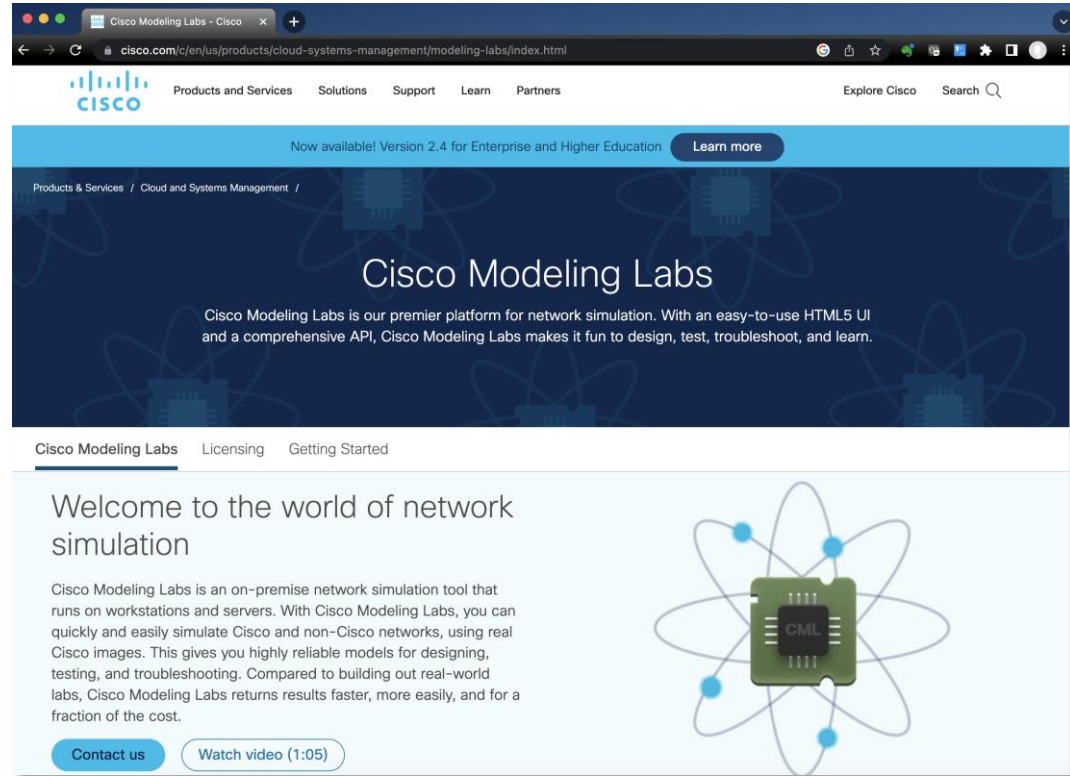 Cisco Modeling Labs - Cisco
cisco.com/c/en/us/products/cloud-systems-management/modeling-labs/index.html
CISCO
Products and Services Solutions Support Learn Partners Explore Cisco Search
Now available! Version 2.4 for Enterprise and Higher Education Learn more
Products & Services / Cloud and Systems Management /
Cisco Modeling Labs
Cisco Modeling Labs is our premier platform for network simulation. With an easy-to-use HTML5 UI
and a comprehensive API, Cisco Modeling Labs makes it fun to design, test, troubleshoot, and learn.
Cisco Modeling Labs Licensing Getting Started
Welcome to the world of network
simulation
Cisco Modeling Labs is an on-premise network simulation tool that
runs on workstations and servers. With Cisco Modeling Labs, you can
quickly and easily simulate Cisco and non-Cisco networks, using real
Cisco images. This gives you highly reliable models for designing,
testing, and troubleshooting. Compared to building out real-world
labs, Cisco Modeling Labs returns results faster, more easily, and for a
fraction of the cost.
Contact us Watch video (1:05)
CML